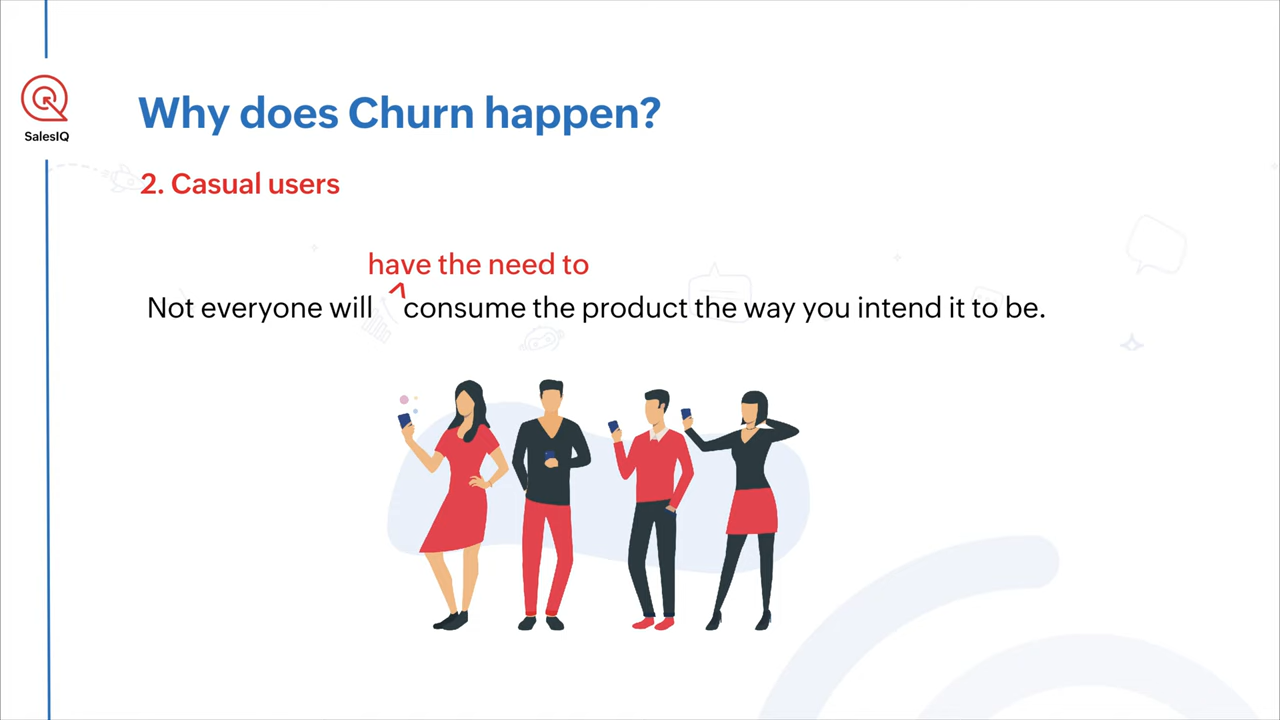 SalesIQ
Why does Churn happen?
2. Casual users
have the need to
Not everyone will ^ consume the product the way you intend it to be.